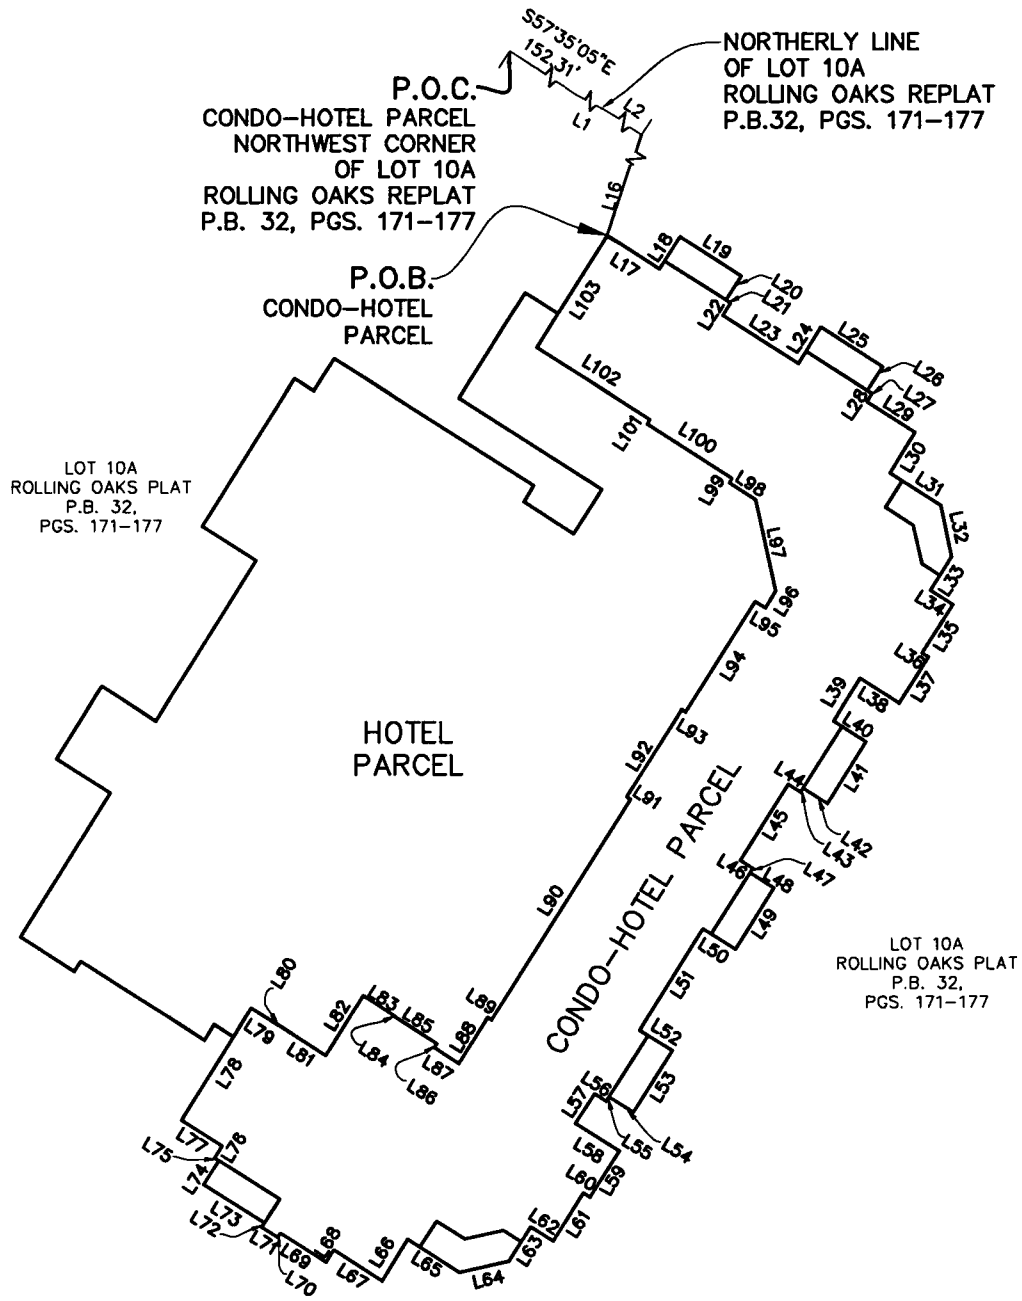 S57°35'05"E
152.31'
NORTHERLY LINE
OF LOT 10A
ROLLING OAKS REPLAT
P.B.32, PGS. 171-177
P.O.C.
CONDO-HOTEL PARCEL
NORTHWEST CORNER
OF LOT 10A
ROLLING OAKS REPLAT
P.B. 32, PGS. 171-177
L1
L2
L16
P.O.B.
CONDO-HOTEL
PARCEL
L17
L18
L19
L20
L21
L22
L23
L24
L25
L26
L27
L28
L29
L30
L31
L32
L33
L34
L35
L36
L37
L38
L39
L40
L41
L42
L43
L44
L45
L46
L47
L48
L49
L50
L51
L52
L53
L54
L55
L56
L57
L58
L59
L60
L61
L62
L63
L64
L65
L66
L67
L68
L69
L70
L71
L72
L73
L74
L75
L76
L77
L78
L79
L80
L81
L82
L83
L84
L85
L86
L87
L88
L89
L90
L91
L92
L93
L94
L95
L96
L97
L98
L99
L100
L101
L102
L103
LOT 10A
ROLLING OAKS PLAT
P.B. 32,
PGS. 171-177
HOTEL
PARCEL
CONDO-HOTEL PARCEL
LOT 10A
ROLLING OAKS PLAT
P.B. 32,
PGS. 171-177